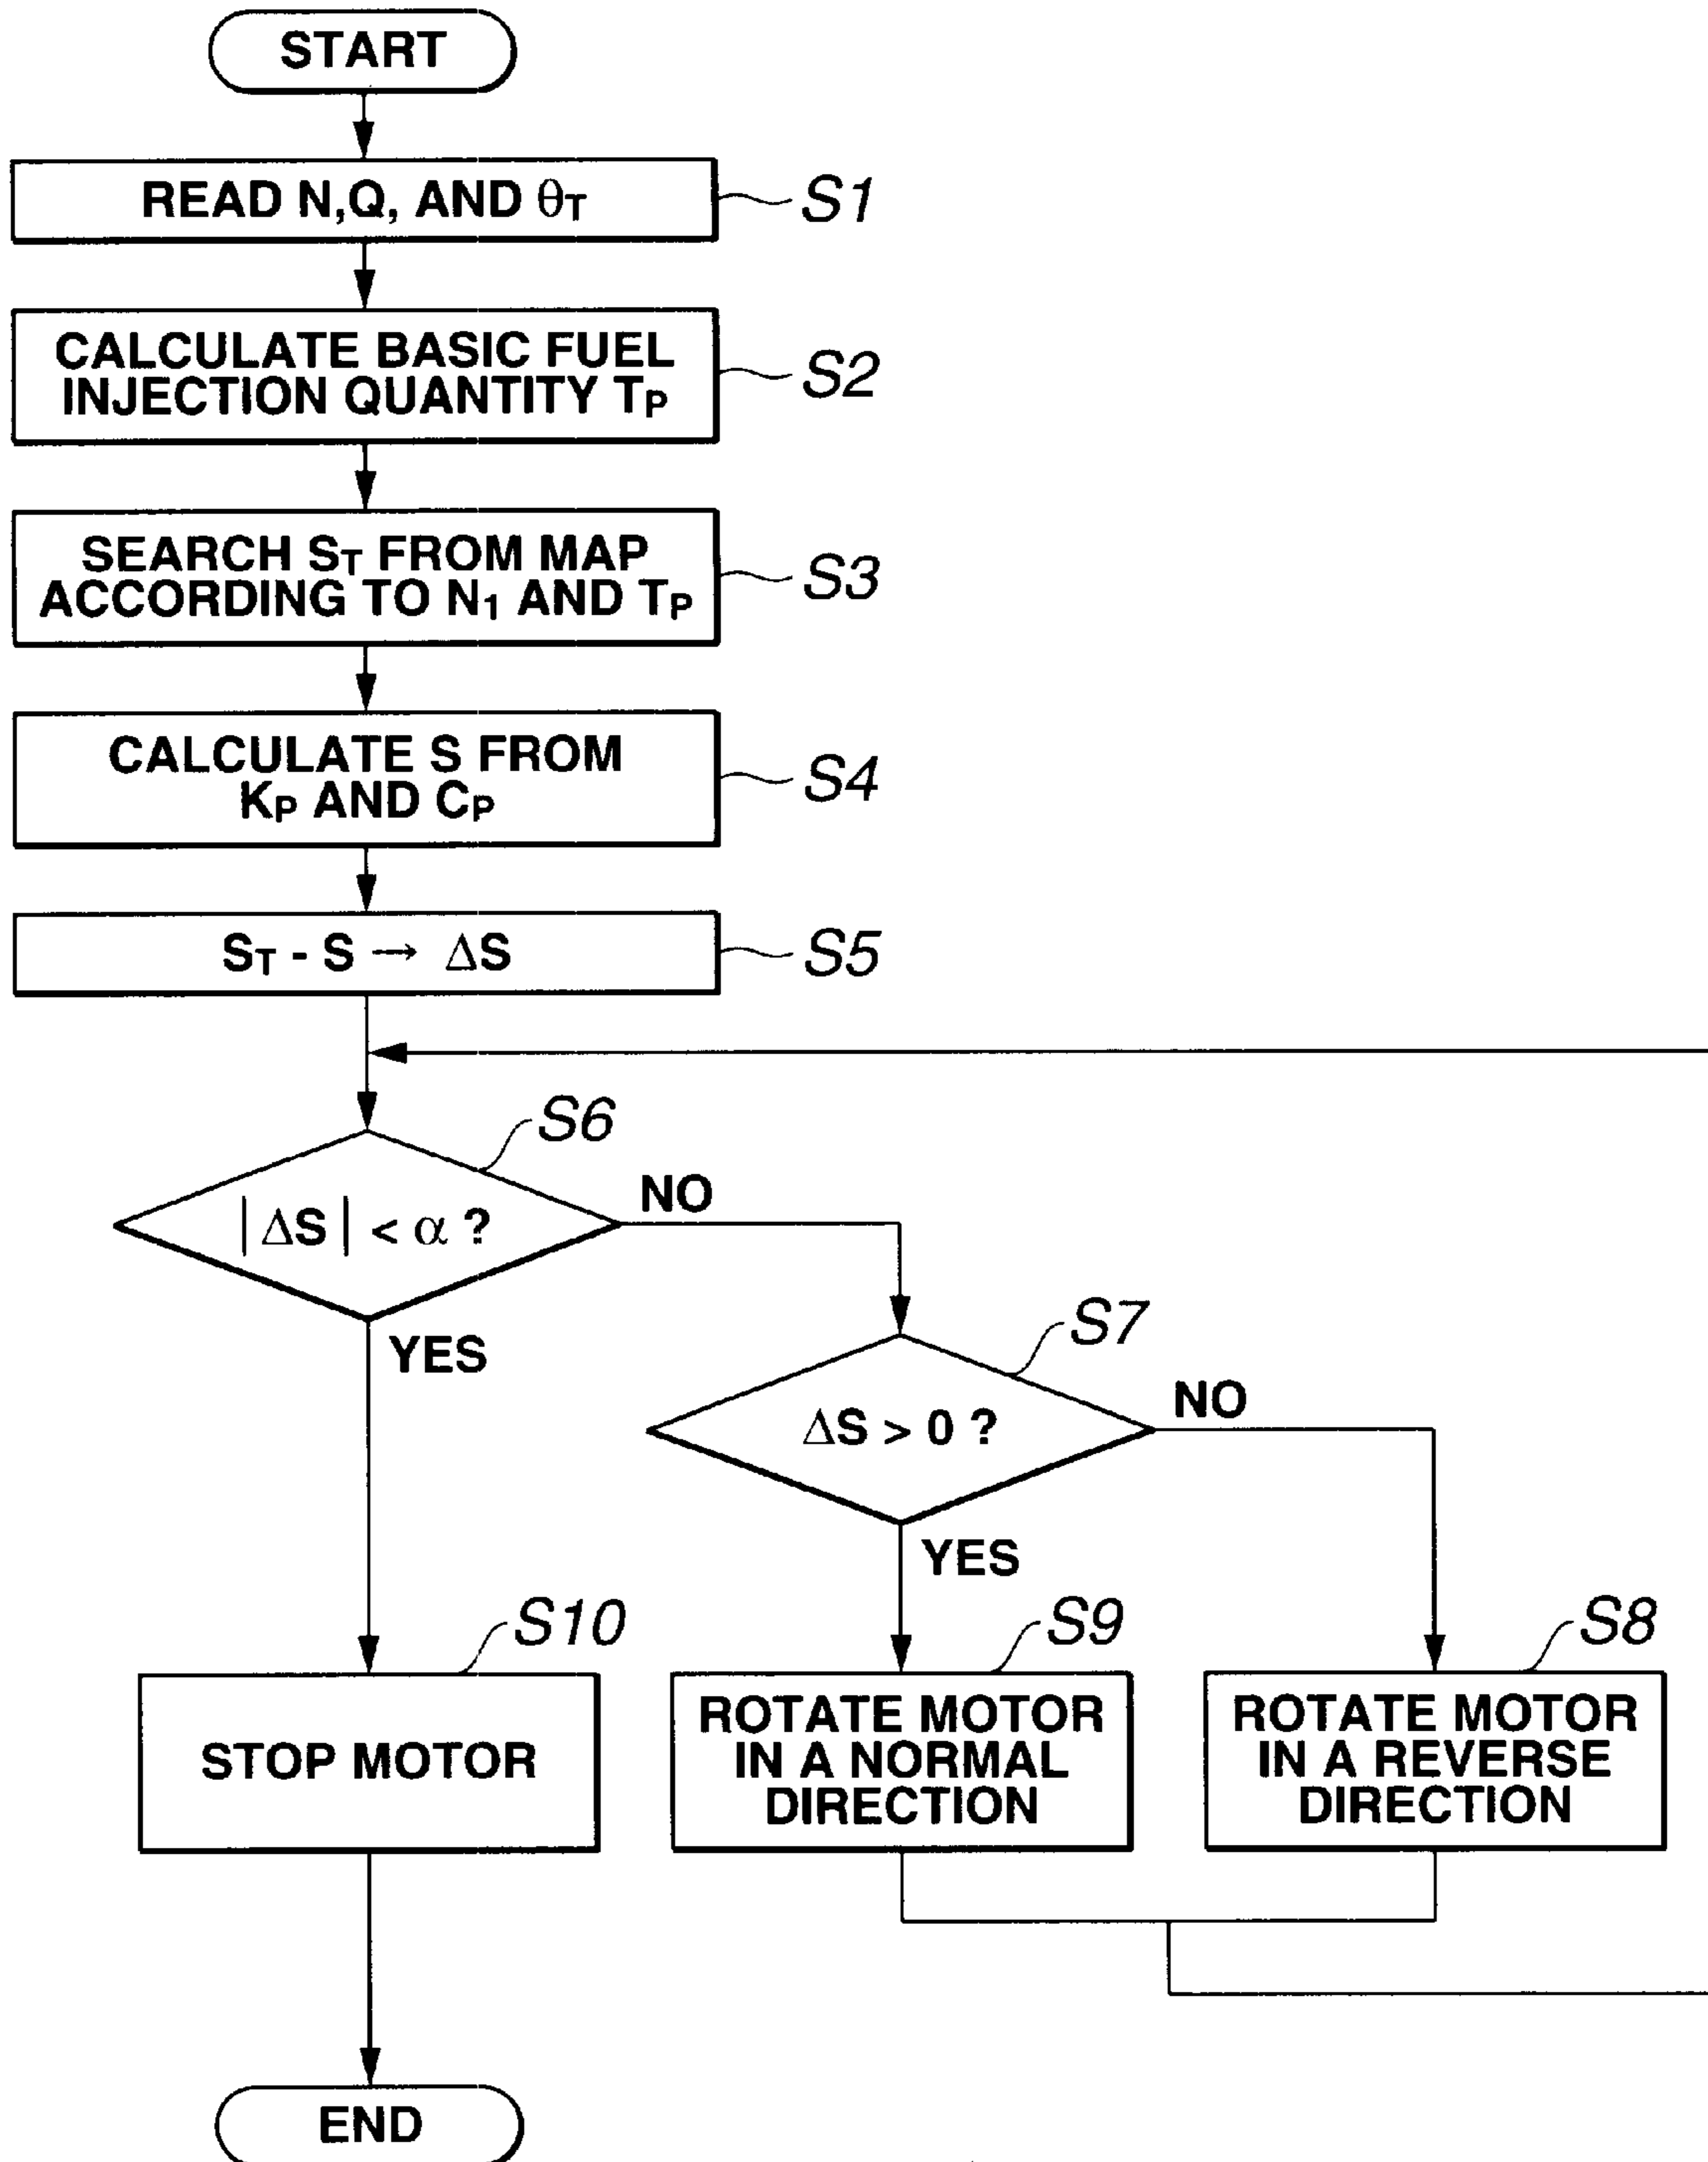 START
READ N,Q, AND θT
S1
CALCULATE BASIC FUEL
INJECTION QUANTITY TP
S2
SEARCH ST FROM MAP
ACCORDING TO N1 AND TP
S3
CALCULATE S FROM
KP AND CP
S4
ST - S → ΔS
S5
S6
|ΔS| < α ?
NO
YES
S7
ΔS > 0 ?
NO
YES
S10
STOP MOTOR
S9
ROTATE MOTOR
IN A NORMAL
DIRECTION
S8
ROTATE MOTOR
IN A REVERSE
DIRECTION
END